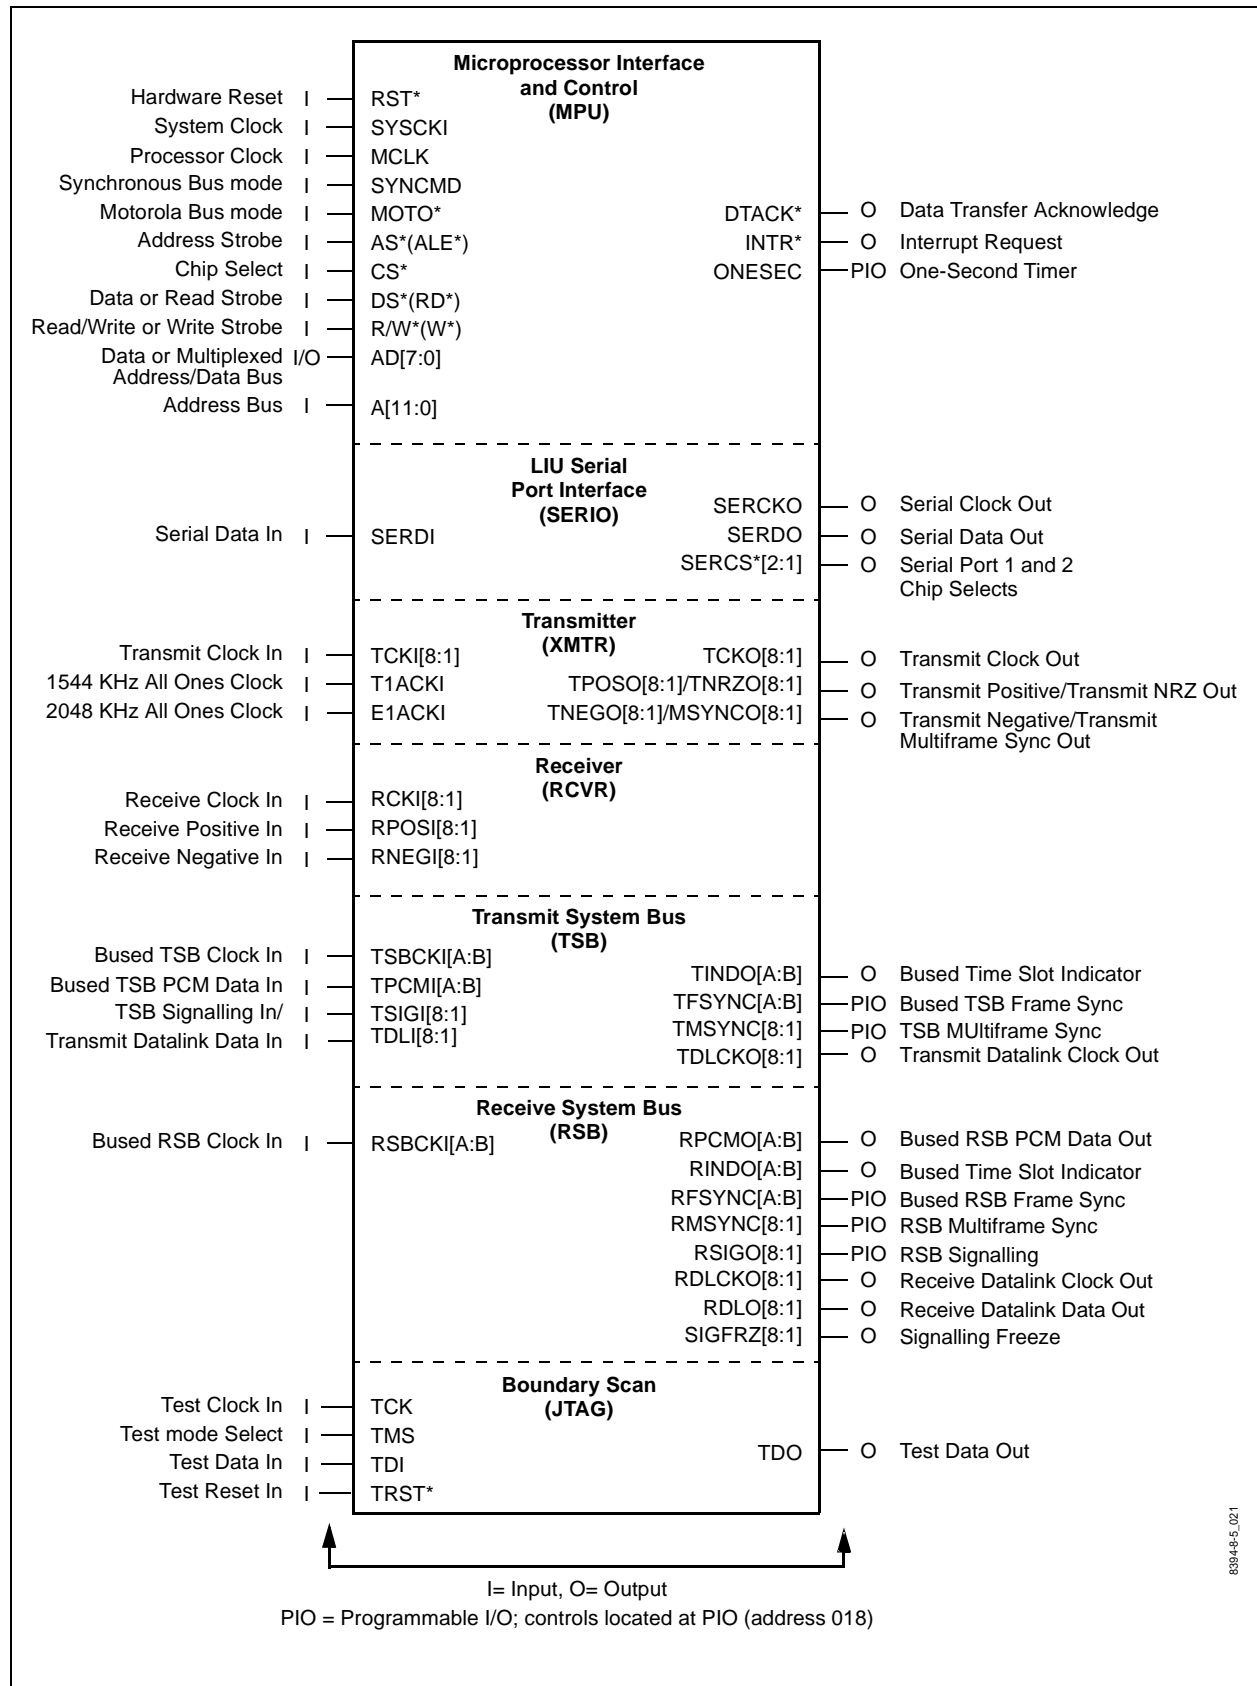 Microprocessor Interface
and Control
(MPU)
Hardware Reset I RST*
System Clock I SYSCKI
Processor Clock I MCLK
Synchronous Bus mode I SYNCMD
Motorola Bus mode I MOTO* DTACK* O Data Transfer Acknowledge
Address Strobe I AS*(ALE*) INTR* O Interrupt Request
Chip Select I CS* ONESEC PIO One-Second Timer
Data or Read Strobe I DS*(RD*)
Read/Write or Write Strobe I R/W*(W*)
Data or Multiplexed I/O AD[7:0]
Address/Data Bus
Address Bus I A[11:0]
LIU Serial
Port Interface
(SERIO)
SERCKO O Serial Clock Out
Serial Data In I SERDI SERDO O Serial Data Out
SERCS*[2:1] O Serial Port 1 and 2
Chip Selects
Transmitter
(XMTR)
Transmit Clock In I TCKI[8:1] TCKO[8:1] O Transmit Clock Out
1544 KHz All Ones Clock I T1ACKI TPOSO[8:1]/TNRZO[8:1] O Transmit Positive/Transmit NRZ Out
2048 KHz All Ones Clock I E1ACKI TNEGO[8:1]/MSYNCO[8:1] O Transmit Negative/Transmit
Multiframe Sync Out
Receiver
(RCVR)
Receive Clock In I RCKI[8:1]
Receive Positive In I RPOSI[8:1]
Receive Negative In I RNEGI[8:1]
Transmit System Bus
(TSB)
Bused TSB Clock In I TSBCKI[A:B]
TINDO[A:B] O Bused Time Slot Indicator
Bused TSB PCM Data In I TPCMI[A:B]
TFSYNC[A:B] PIO Bused TSB Frame Sync
TSB Signalling In/ I TSIGI[8:1]
TMSYNC[8:1] PIO TSB MUltiframe Sync
Transmit Datalink Data In I TDLI[8:1]
TDLCKO[8:1] O Transmit Datalink Clock Out
Receive System Bus
(RSB)
Bused RSB Clock In I RSBCKI[A:B] RPCMO[A:B] O Bused RSB PCM Data Out
RINDO[A:B] O Bused Time Slot Indicator
RFSYNC[A:B] PIO Bused RSB Frame Sync
RMSYNC[8:1] PIO RSB Multiframe Sync
RSIGO[8:1] PIO RSB Signalling
RDLCKO[8:1] O Receive Datalink Clock Out
RDLO[8:1] O Receive Datalink Data Out
SIGFRZ[8:1] O Signalling Freeze
Boundary Scan
(JTAG)
Test Clock In I TCK
Test mode Select I TMS
TDO O Test Data Out
Test Data In I TDI
Test Reset In I TRST*
I= Input, O= Output
PIO = Programmable I/O; controls located at PIO (address 018)
8394-8-5_021